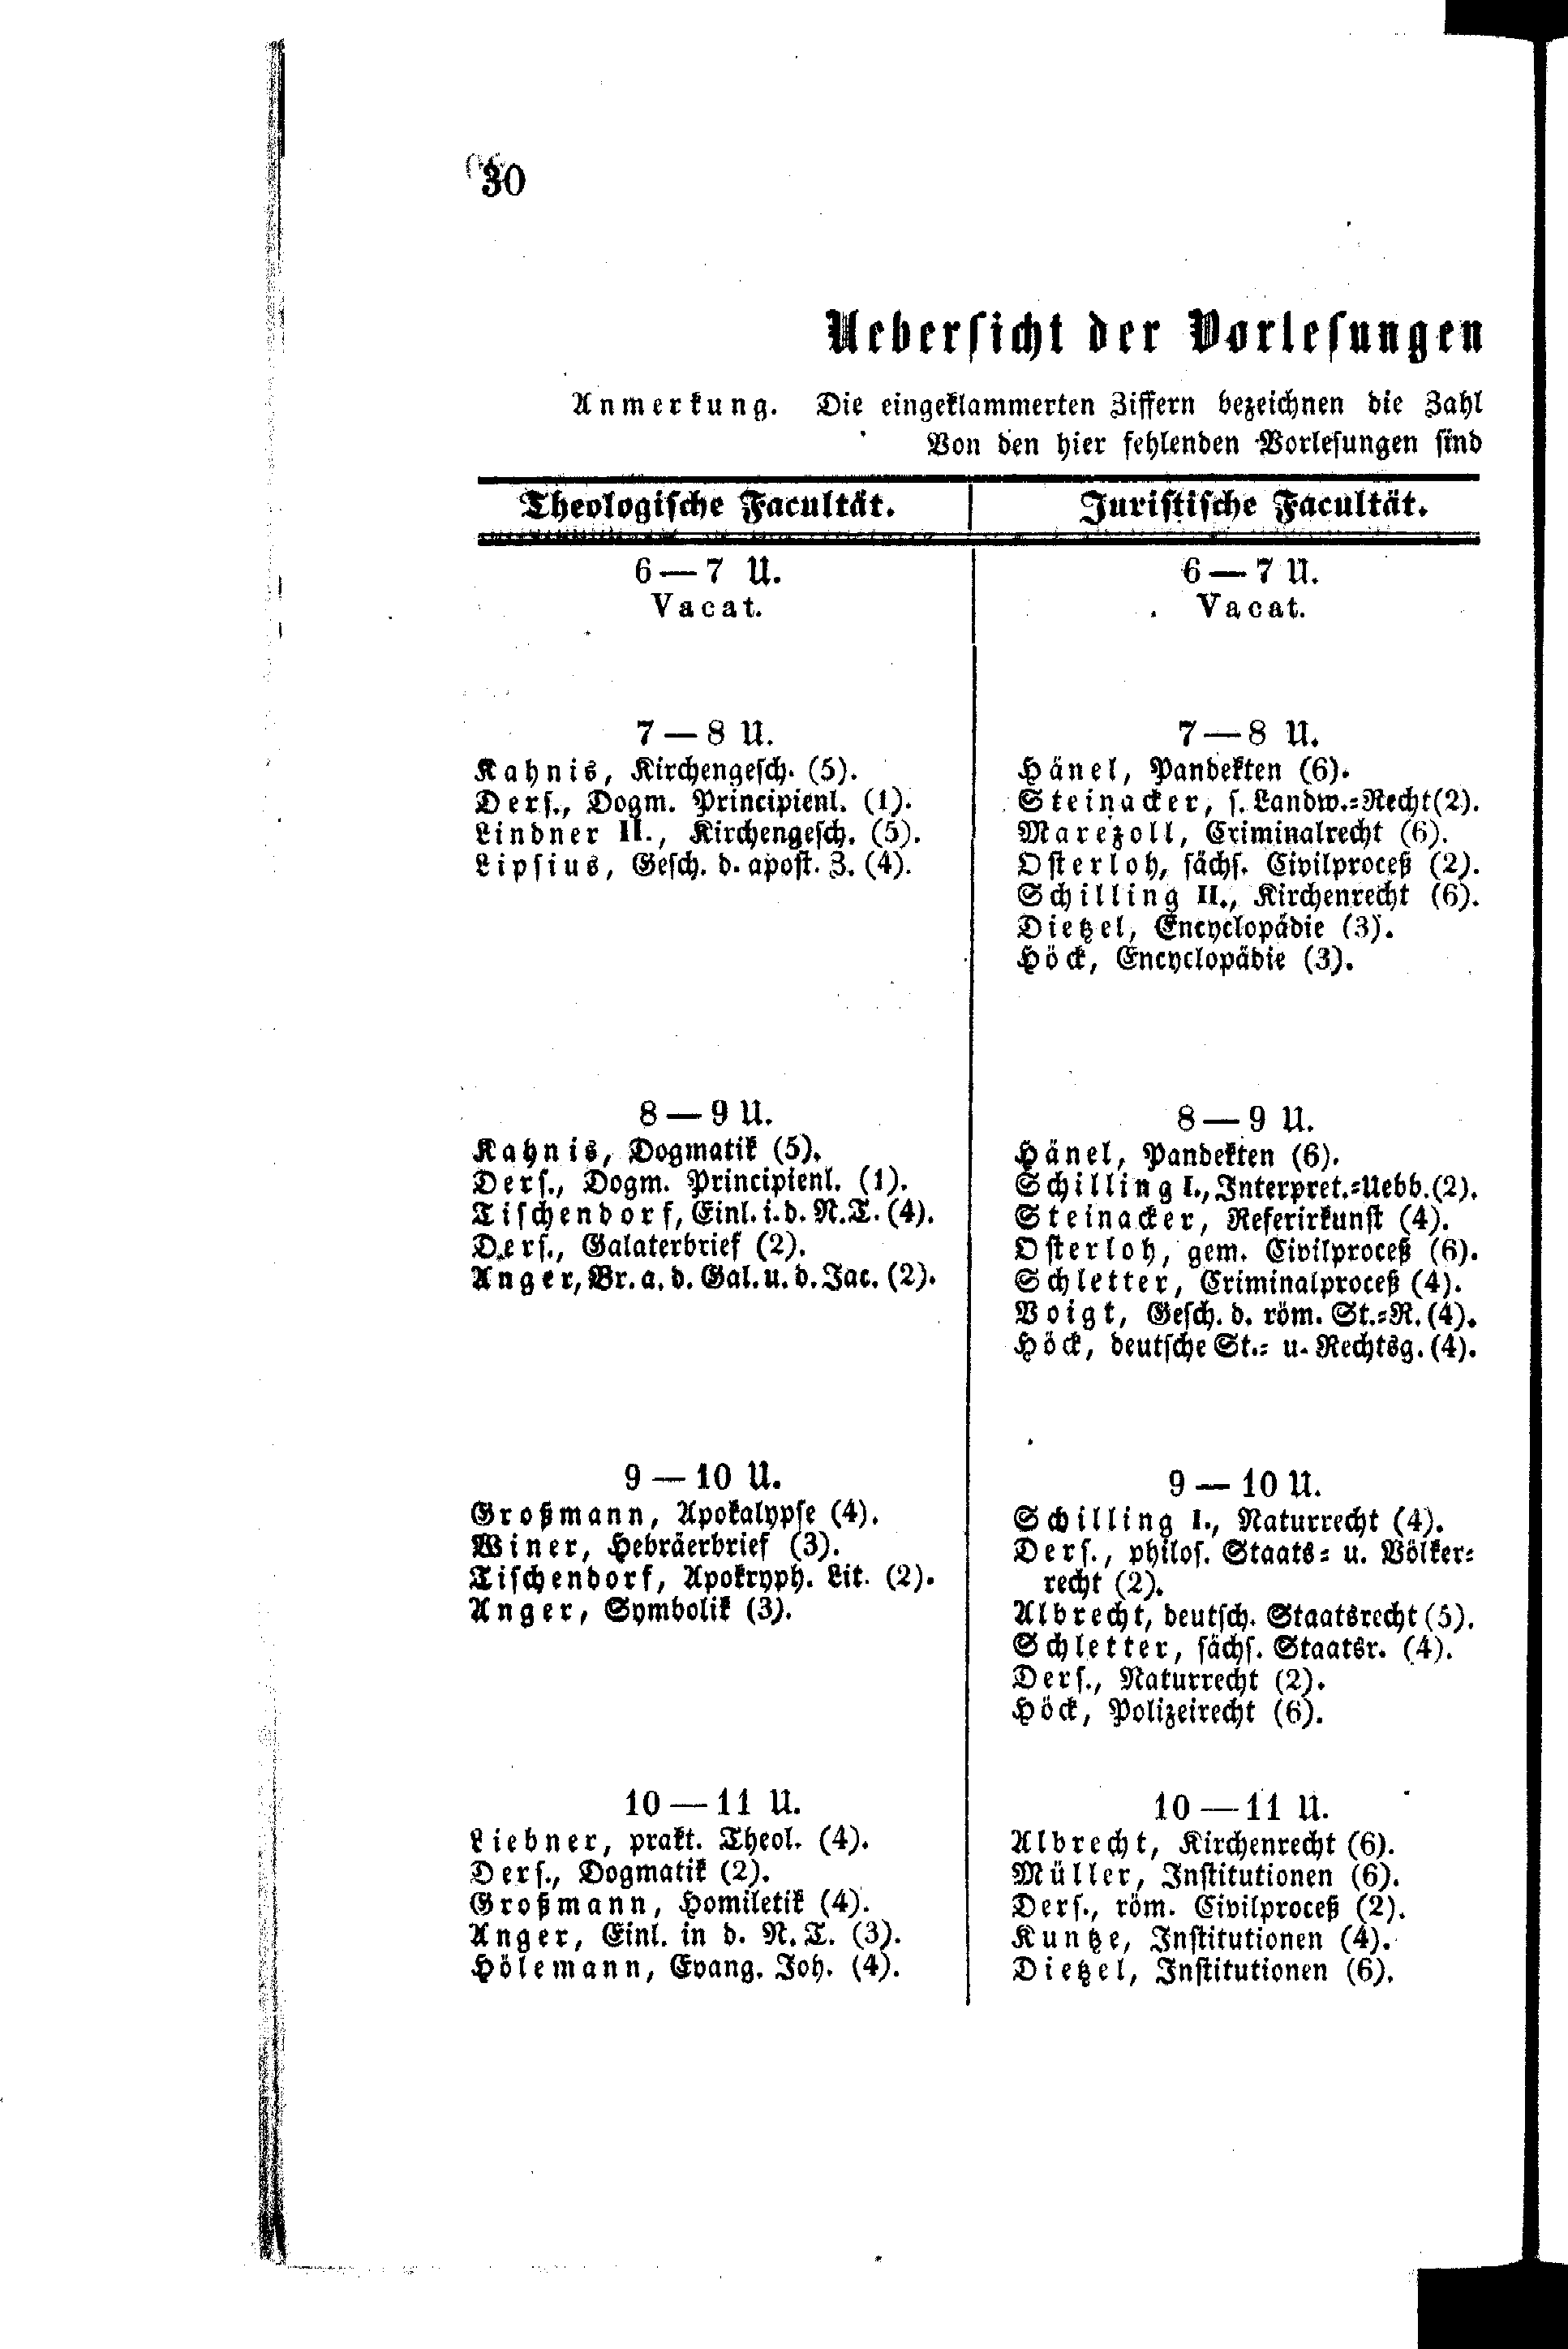 30
Uebersicht der Vorlesungen
Anmerkung. Die eingeklammerten Ziffern bezeichnen die Zahl
Von den hier fehlenden Vorlesungen sind
Theologische Facultät.
6—7 U.
Vacat.
7—8 U.
Kahnis, Kirchengesch. (5).
Ders., Dogm. Principienl. (1).
Lindner II., Kirchengesch. (5).
Lipsius, Gesch. d. apost. Z. (4).
8—9 U.
Kahnis, Dogmatik (5).
Ders., Dogm. Principienl. (1).
Tischendorf, Einl. i. d. N. T. (4).
Ders., Galaterbrief (2).
Anger, Br. a. d. Gal. u. d. Jac. (2).
9—10 U.
Großmann, Apokalypse (4).
Winer, Hebräerbrief (3).
Tischendorf, Apokryph. Lit. (2).
Anger, Symbolik (3).
10—11 U.
Liebner, prakt. Theol. (4).
Ders., Dogmatik (2).
Großmann, Homiletik (4).
Anger, Einl. in d. N. T. (3).
Hölemann, Evang. Joh. (4).
Juristische Facultät.
6—7 U.
Vacat.
7—8 U.
Hänel, Pandekten (6).
Steinacker, s. Landw.=Recht (2).
Marezoll, Criminalrecht (6).
Osterloh, sächs. Civilproceß (2).
Schilling II., Kirchenrecht (6).
Dietzel, Encyclopädie (3).
Höck, Encyclopädie (3).
8—9 U.
Hänel, Pandekten (6).
Schilling I., Interpret.=Uebb. (2).
Steinacker, Referirkunst (4).
Osterloh, gem. Civilproceß (6).
Schletter, Criminalproceß (4).
Voigt, Gesch. d. röm. St.=R. (4).
Höck, deutsche St.= u. Rechtsg. (4).
9—10 U.
Schilling I., Naturrecht (4).
Ders., philos. Staats= u. Völker=
recht (2).
Albrecht, deutsch. Staatsrecht (5).
Schletter, sächs. Staatsr. (4).
Ders., Naturrecht (2).
Höck, Polizeirecht (6).
10—11 U.
Albrecht, Kirchenrecht (6).
Müller, Institutionen (6).
Ders., röm. Civilproceß (2).
Kuntze, Institutionen (4).
Dietzel, Institutionen (6).